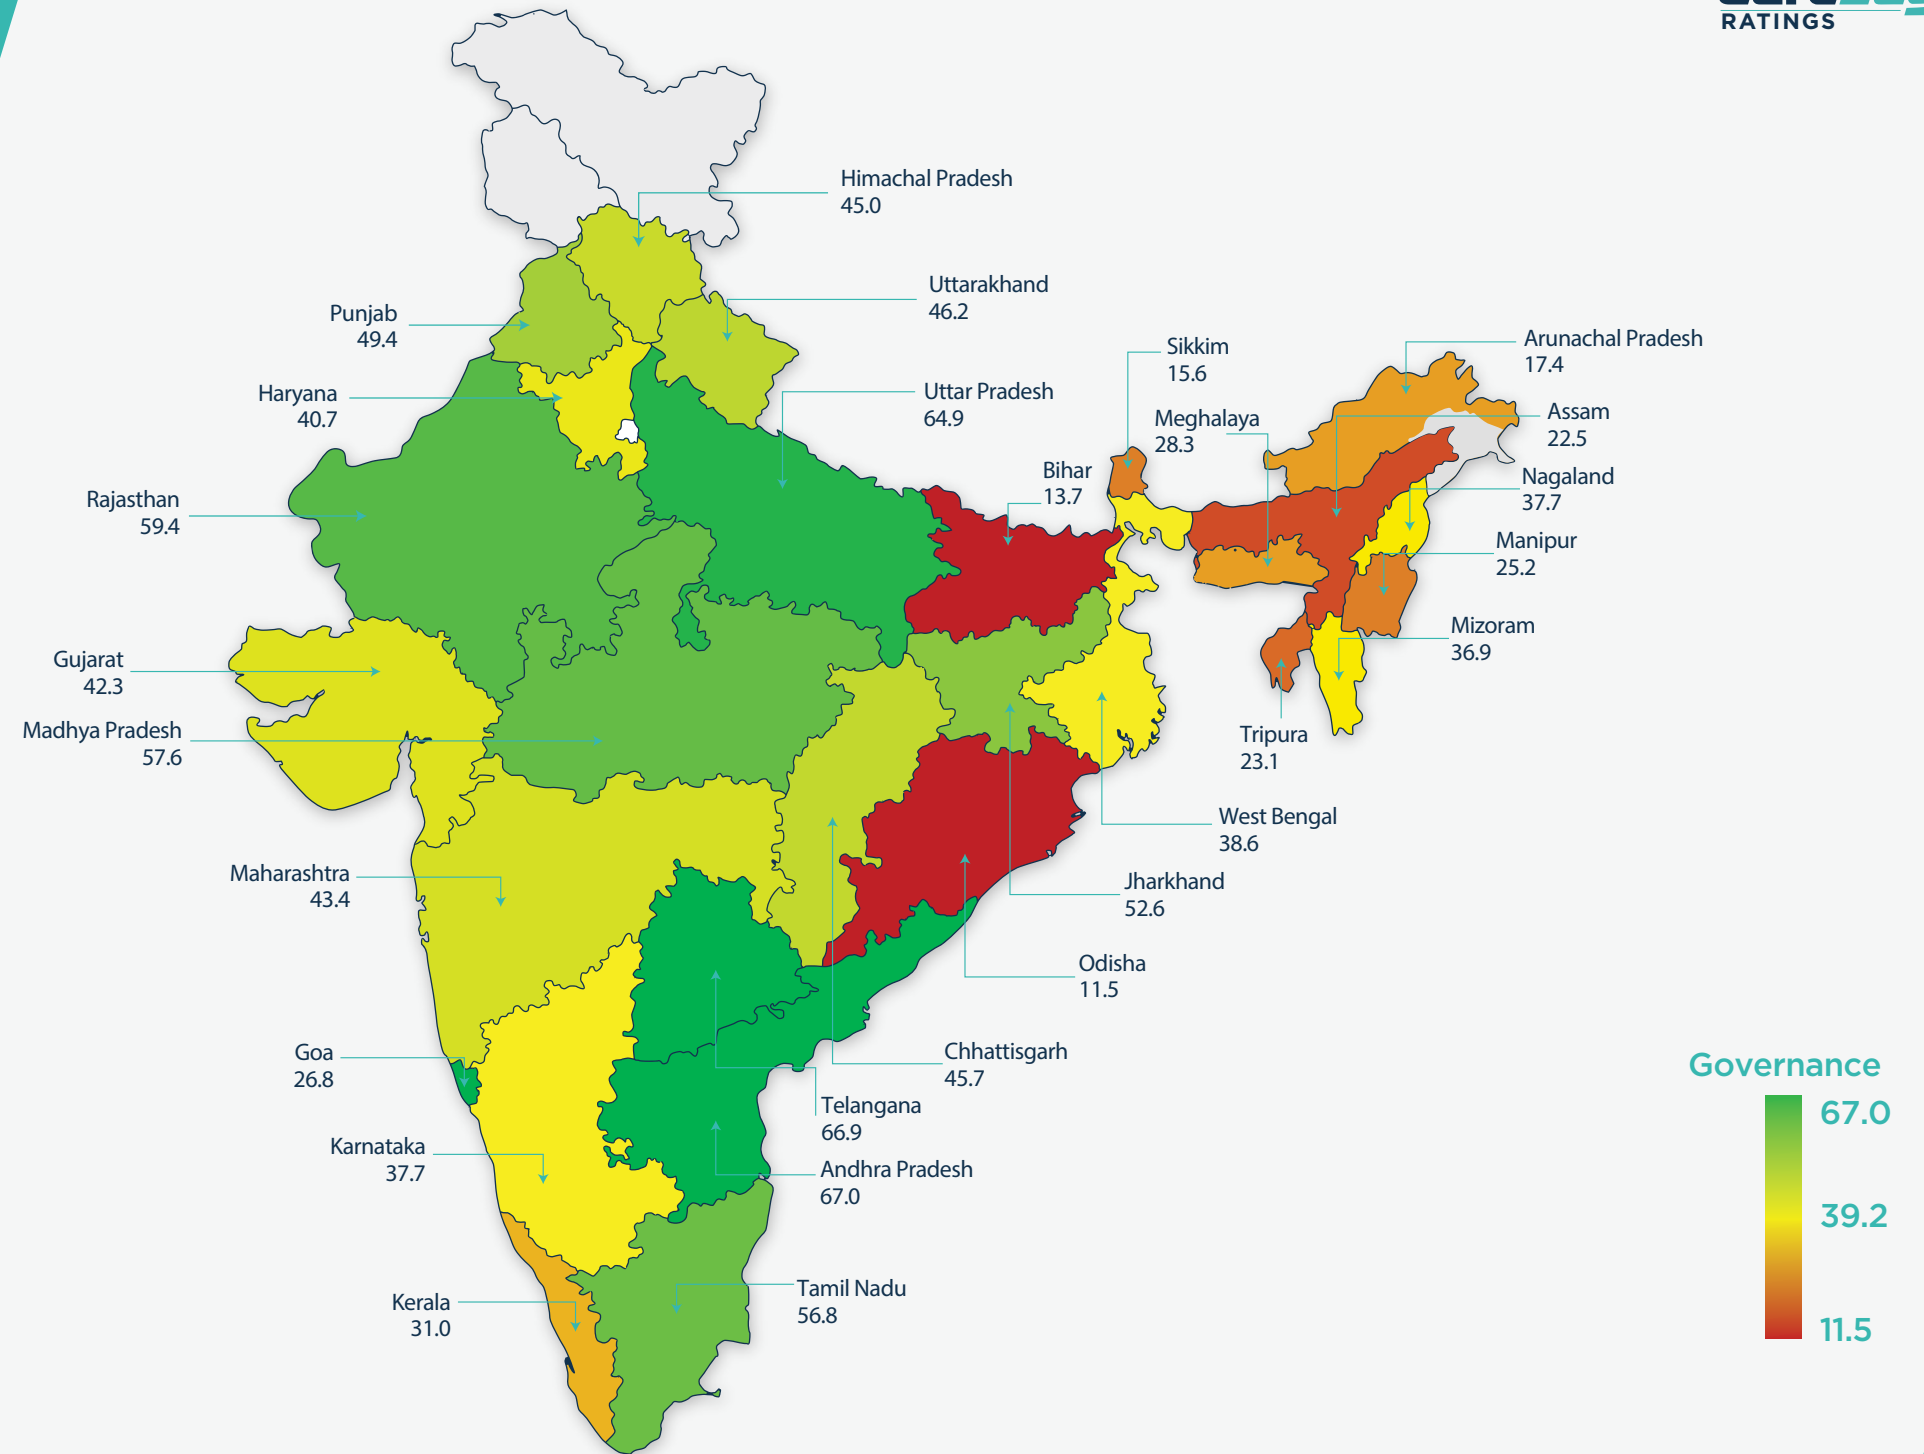 RATINGS
Himachal Pradesh
45.0
Uttarakhand
46.2
Punjab
49.4
Sikkim
15.6
Arunachal Pradesh
17.4
Haryana
40.7
Uttar Pradesh
64.9
Meghalaya
28.3
Assam
22.5
Bihar
13.7
Nagaland
37.7
Rajasthan
59.4
Manipur
25.2
Mizoram
36.9
Gujarat
42.3
Madhya Pradesh
57.6
Tripura
23.1
West Bengal
38.6
Maharashtra
43.4
Jharkhand
52.6
Odisha
11.5
Goa
26.8
Chhattisgarh
45.7
Telangana
66.9
Karnataka
37.7
Andhra Pradesh
67.0
Kerala
31.0
Tamil Nadu
56.8
Governance
67.0
39.2
11.5